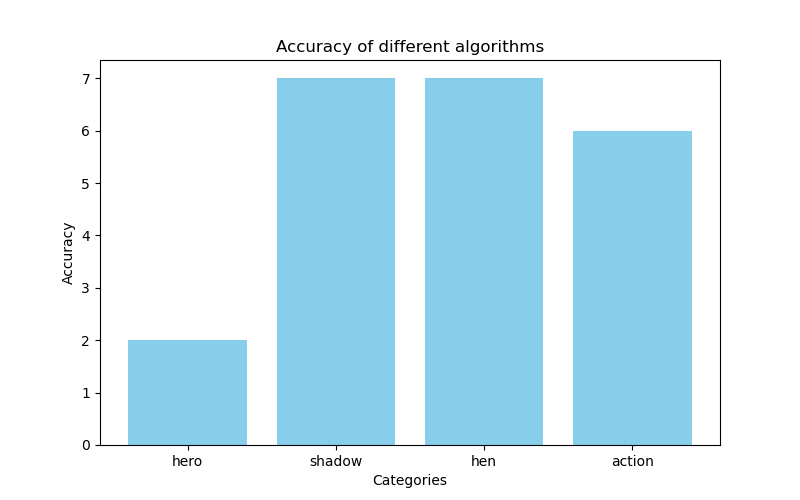 Accuracy of different algorithms
Accuracy
7
6
5
4
3
2
1
0
hero shadow hen action
Categories